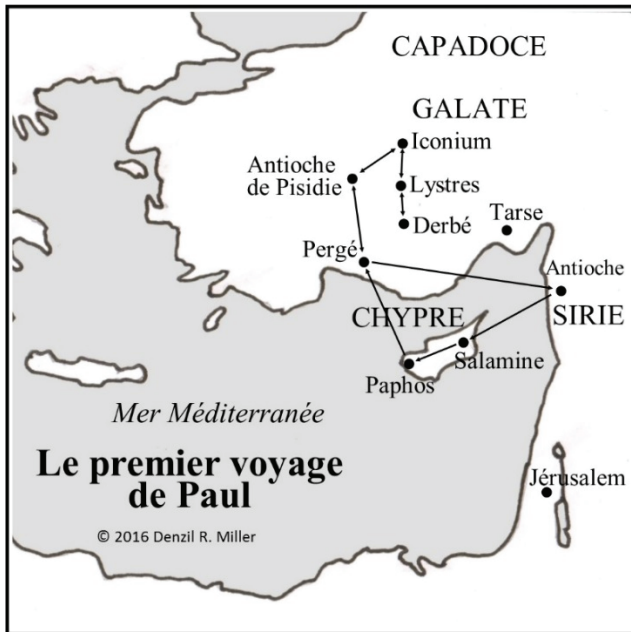 CAPADOCE
GALATE
Iconium
Antioche
de Pisidie
Lystres
Derbé
Tarse
Pergé
Antioche
CHYPRE
SIRIE
Salamine
Paphos
Mer Méditerranée
Le premier voyage
de Paul
Jérusalem
© 2016 Denzil R. Miller